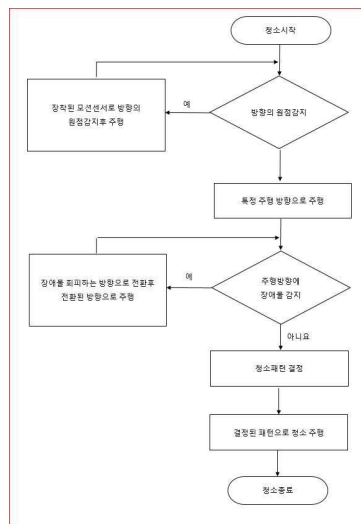 청소시작
방향의 원점감지
예
장착된 모션센서로 방향의
원점감지후 주행
특정 주행 방향으로 주행
주행방향에
장애물 감지
예
장애물 회피하는 방향으로 전환후
전환된 방향으로 주행
아니요
청소패턴 결정
결정된 패턴으로 청소 주행
청소종료